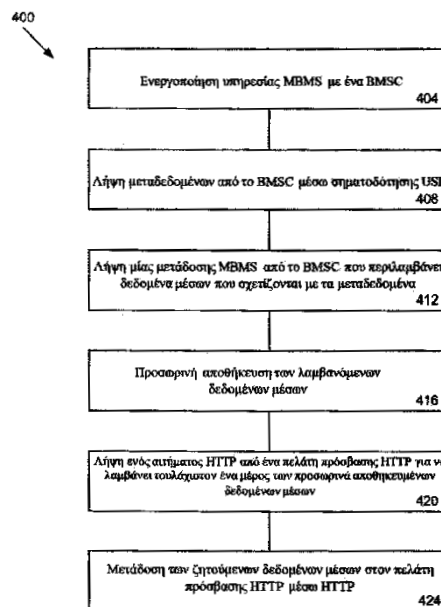 400
Ενεργοποίηση υπηρεσίας MBMS με ένα BMSC
404
Λήψη μεταδεδομένων από το BMSC μέσω σηματοδότησης
408
Λήψη μίας μετάδοσης MBMS από το BMSC που περιλαμβάνει
δεδομένα μέσων που σχετίζονται με τα μεταδεδομένα
412
Προσωρινή αποθήκευση των λαμβανόμενων
δεδομένων μέσων
416
Λήψη ενός αιτήματος HTTP από ένα πελάτη πρόσβασης HTTP για
λαμβάνει τουλάχιστον ένα μέρος των προσωρινά αποθηκευμένων
δεδομένων μέσων
420
Μετάδοση των ζητούμενων δεδομένων μέσων στον πελάτη
πρόσβασης HTTP μέσω HTTP
424